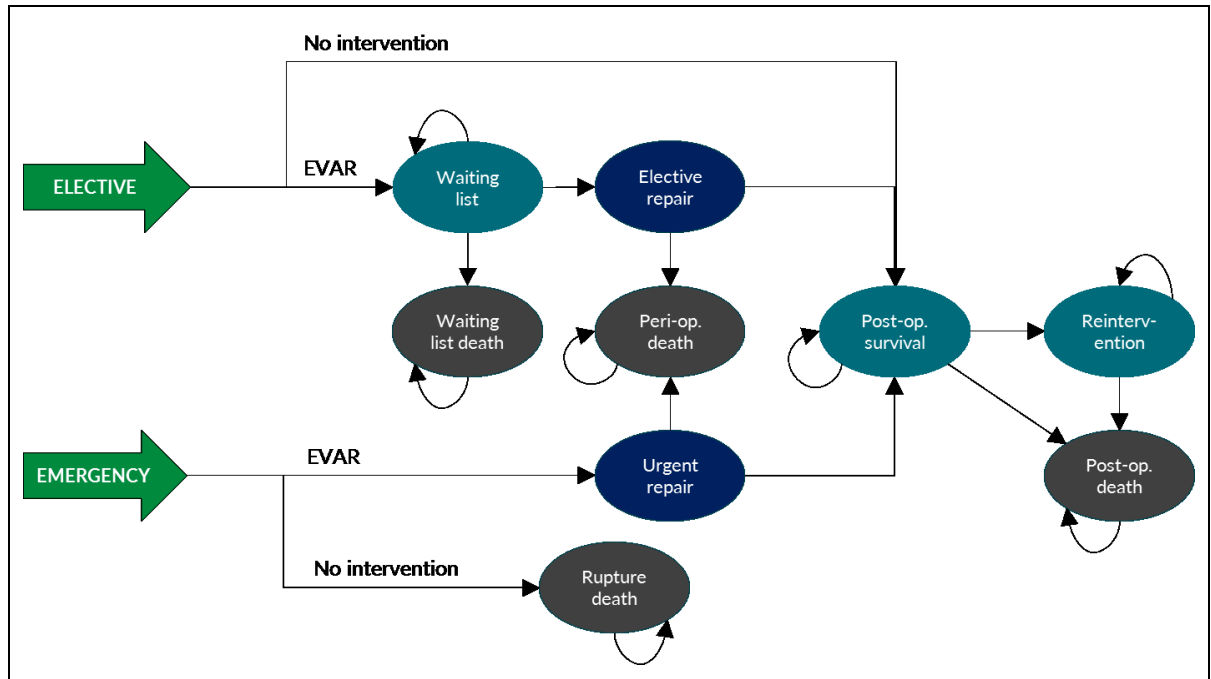 No intervention
EVAR
ELECTIVE
Waiting
list
Elective
repair
Waiting
list death
Peri-op.
death
Post-op.
survival
Reinterv-
ention
EMERGENCY
EVAR
Urgent
repair
Post-op.
death
No intervention
Rupture
death